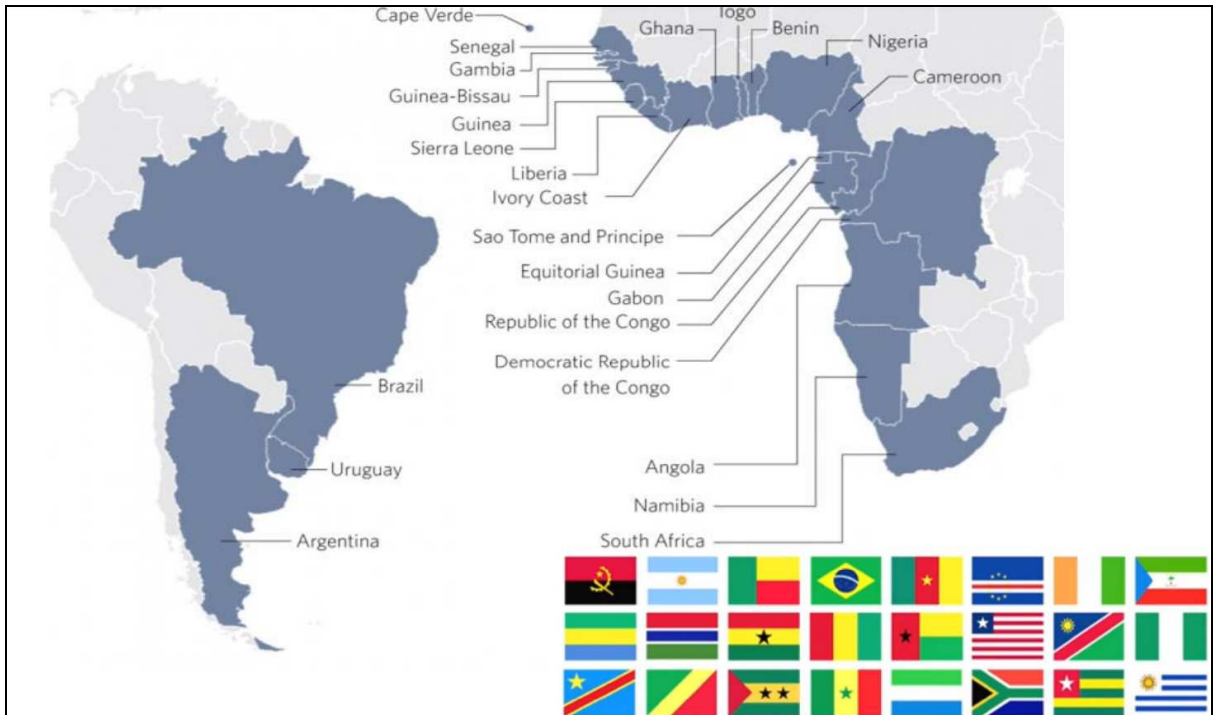 Cape Verde
Togo
Ghana
Benin
Senegal
Nigeria
Gambia
Cameroon
Guinea-Bissau
Guinea
Sierra Leone
Liberia
Ivory Coast
Sao Tome and Principe
Equitorial Guinea
Gabon
Republic of the Congo
Democratic Republic
of the Congo
Brazil
Angola
Uruguay
Namibia
Argentina
South Africa